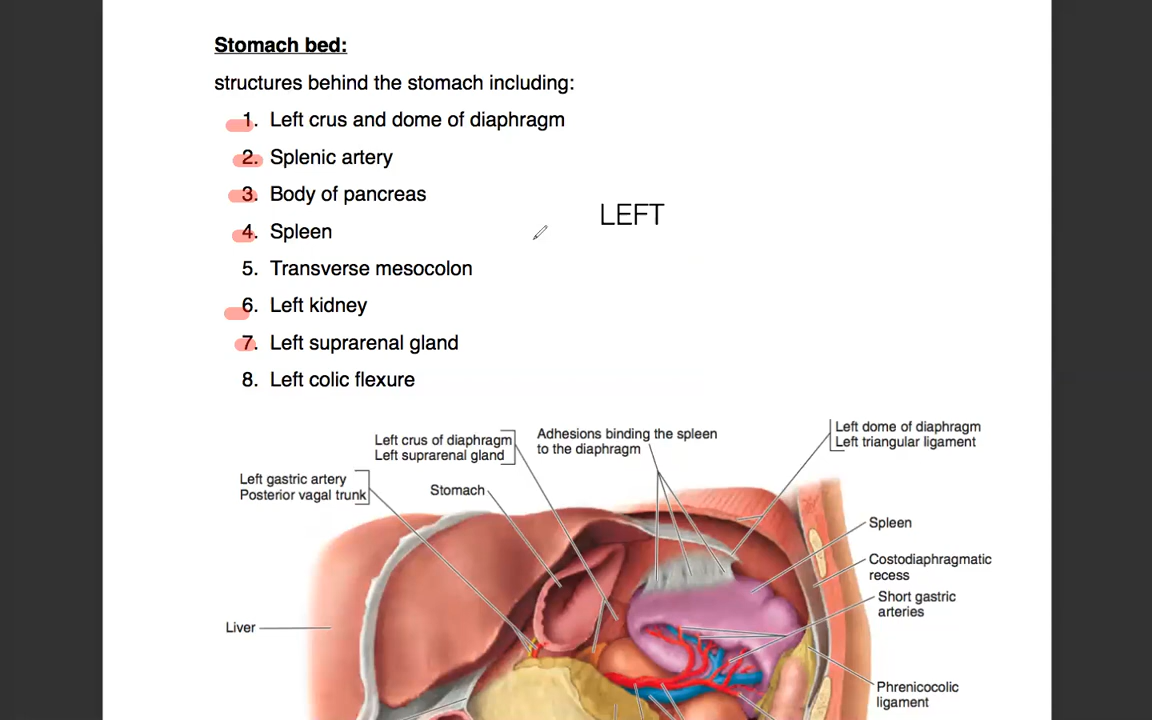 Stomach bed:
structures behind the stomach including:
1. Left crus and dome of diaphragm
2. Splenic artery
3. Body of pancreas
LEFT
4. Spleen
5. Transverse mesocolon
6. Left kidney
7. Left suprarenal gland
8. Left colic flexure
Left crus of diaphragm
Left suprarenal gland
Adhesions binding the spleen
to the diaphragm
Left dome of diaphragm
Left triangular ligament
Left gastric artery
Posterior vagal trunk
Stomach
Spleen
Costodiaphragmatic
recess
Short gastric
arteries
Liver
Phrenicocolic
ligament